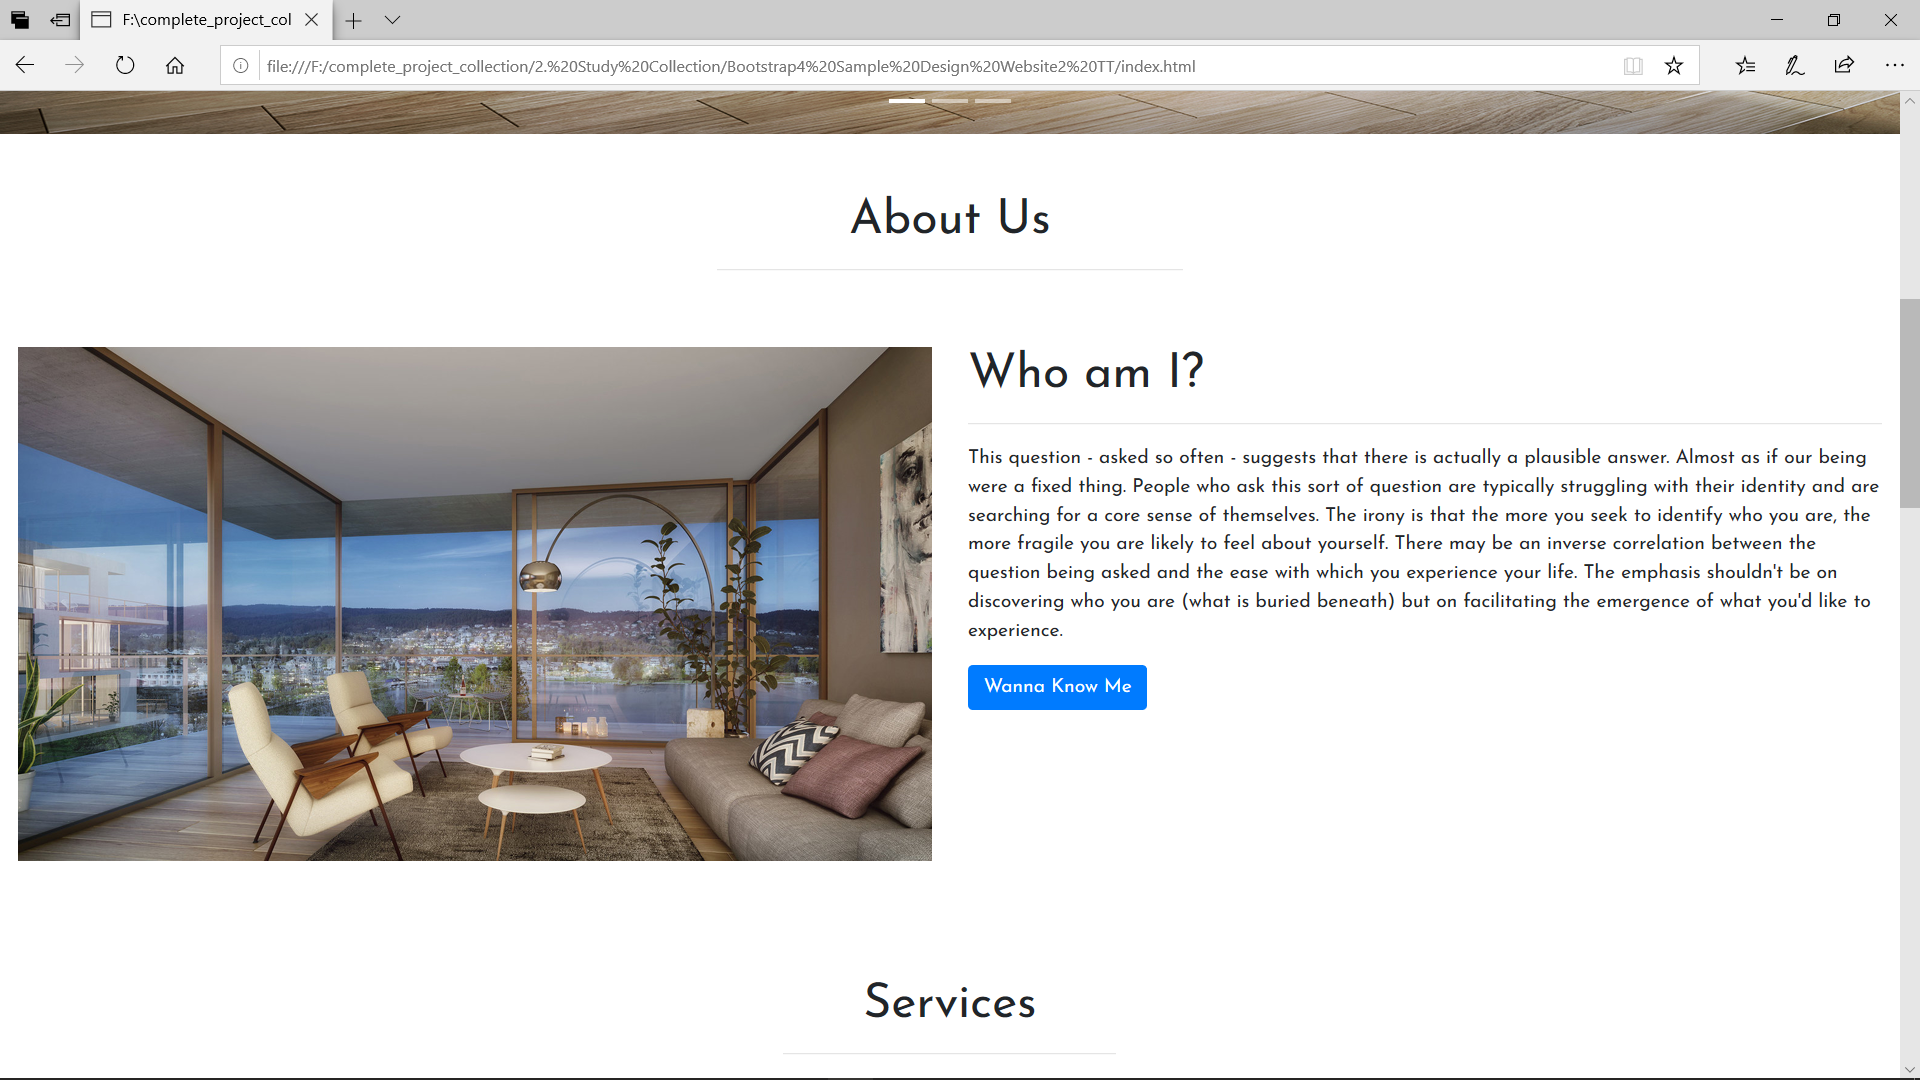 F:\complete_project_col
file:///F:/complete_project_collection/2.%20Study%20Collection/Bootstrap4%20Sample%20Design%20Website2%20TT/index.html
About Us
Who am I?
This question - asked so often - suggests that there is actually a plausible answer. Almost as if our being
were a fixed thing. People who ask this sort of question are typically struggling with their identity and are
searching for a core sense of themselves. The irony is that the more you seek to identify who you are, the
more fragile you are likely to feel about yourself. There may be an inverse correlation between the
question being asked and the ease with which you experience your life. The emphasis shouldn't be on
discovering who you are (what is buried beneath) but on facilitating the emergence of what you'd like to
experience.
Wanna Know Me
Services